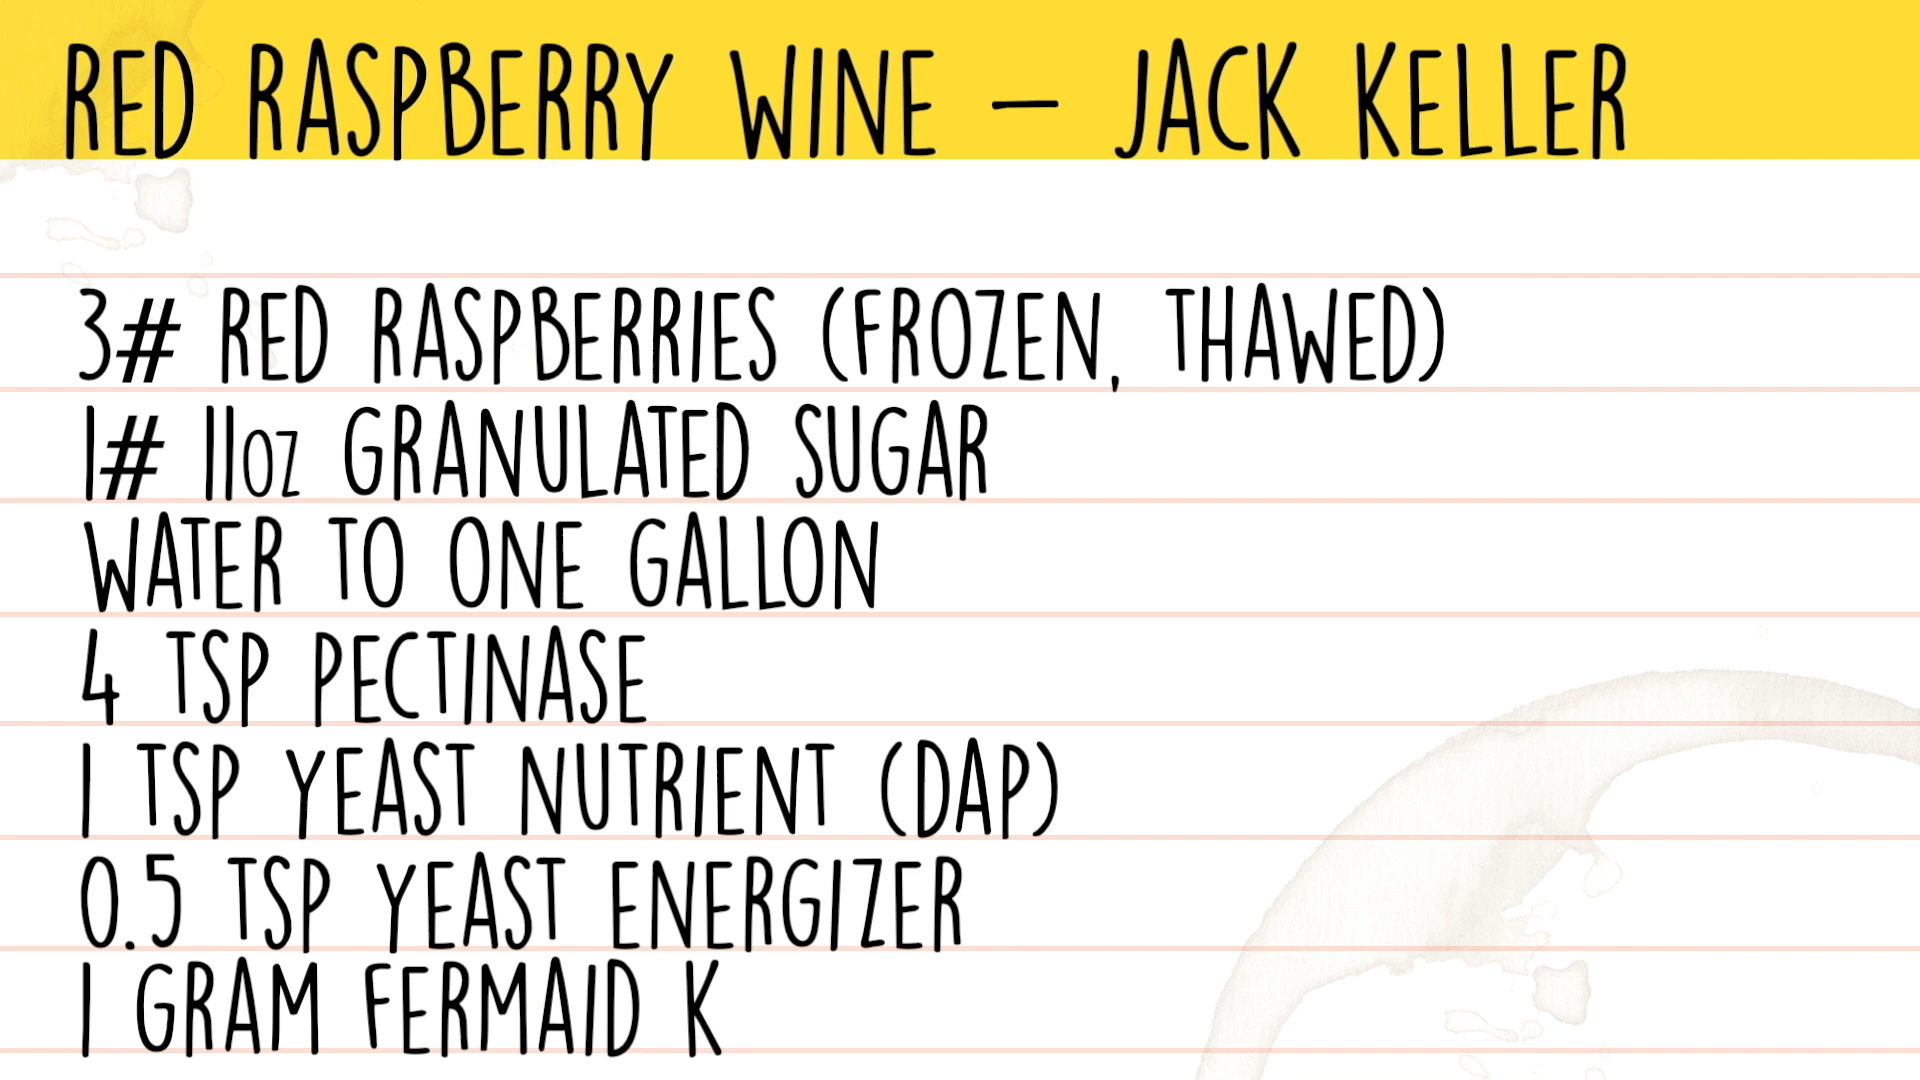 RED RASPBERRY WINE – JACK KELLER
3# RED RASPBERRIES (FROZEN, THAWED)
1# 11OZ GRANULATED SUGAR
WATER TO ONE GALLON
4 TSP PECTINASE
1 TSP YEAST NUTRIENT (DAP)
0.5 TSP YEAST ENERGIZER
1 GRAM FERMAID K